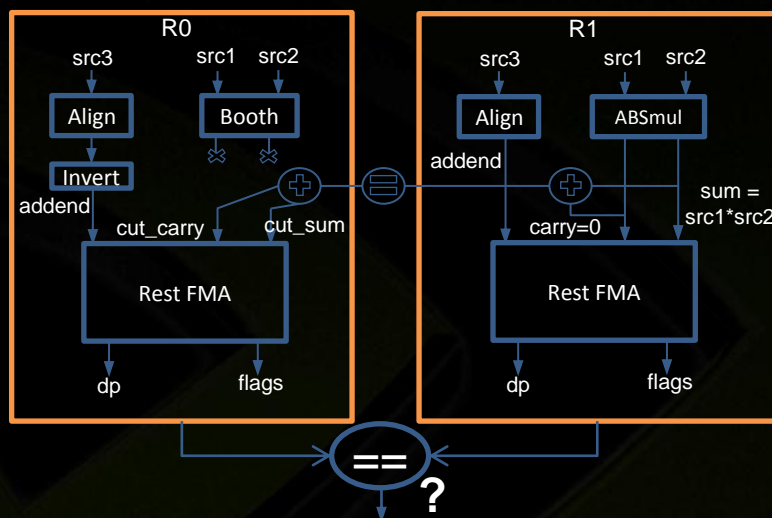 R0
src3
src1
src2
Align
Booth
Invert
addend
cut_carry
cut_sum
Rest FMA
dp
flags
R1
src3
src1
src2
Align
ABSmul
addend
carry=0
sum =
src1*src2
Rest FMA
dp
flags
==
?